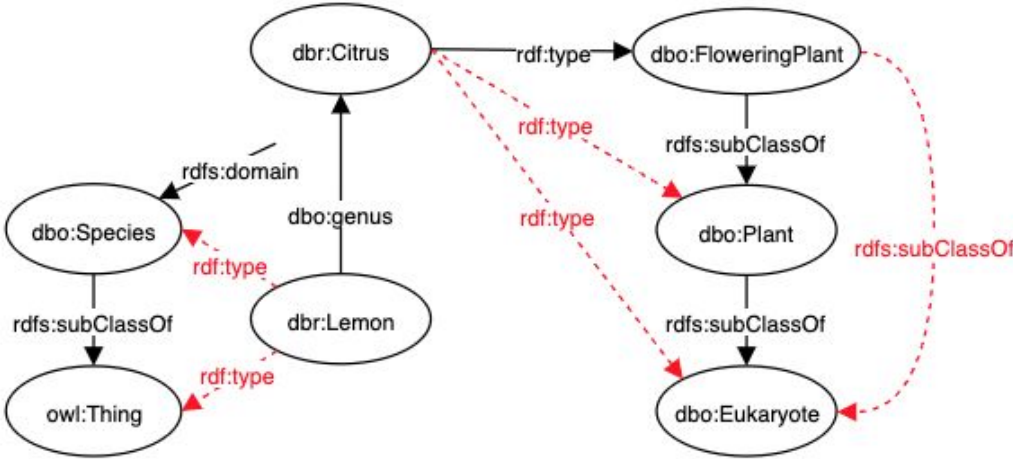 dbr:Citrus
rdf:type
dbo:FloweringPlant
rdf:type
rdfs:subClassOf
rdfs:domain
dbo:genus
rdf:type
dbo:Species
dbo:Plant
rdfs:subClassOf
rdf:type
rdfs:subClassOf
dbr:Lemon
rdfs:subClassOf
rdf:type
owl:Thing
dbo:Eukaryote